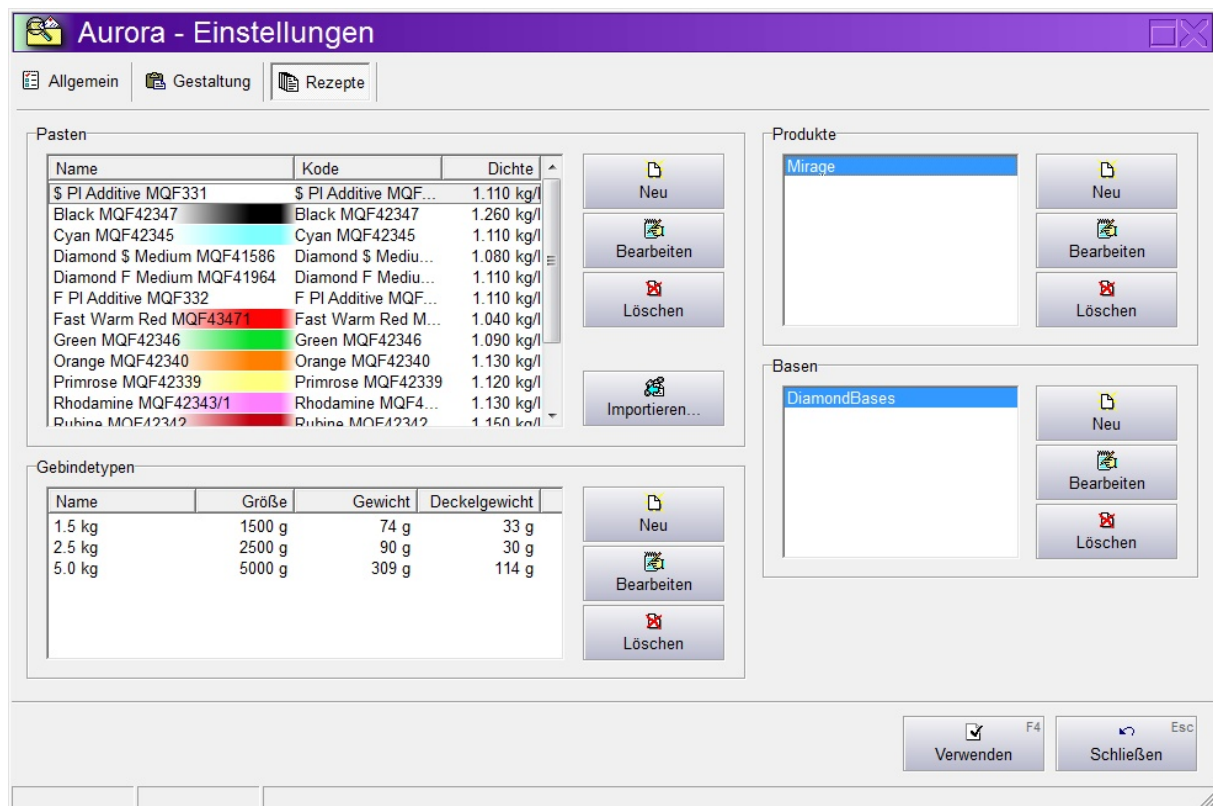 Aurora - Einstellungen
Allgemein Gestaltung Rezepte
Pasten
Name Kode Dichte
$ PI Additive MQF331 $ PI Additive MQF... 1.110 kg/l
Black MQF42347 Black MQF42347 1.260 kg/l
Cyan MQF42345 Cyan MQF42345 1.110 kg/l
Diamond $ Medium MQF41586 Diamond $ Mediu... 1.080 kg/l
Diamond F Medium MQF41964 Diamond F Mediu... 1.110 kg/l
F PI Additive MQF332 F PI Additive MQF... 1.110 kg/l
Fast Warm Red MQF43471 Fast Warm Red M... 1.040 kg/l
Green MQF42346 Green MQF42346 1.090 kg/l
Orange MQF42340 Orange MQF42340 1.130 kg/l
Primrose MQF42339 Primrose MQF42339 1.120 kg/l
Rhodamine MQF42343/1 Rhodamine MQF4... 1.130 kg/l
Rubine MQF42342 Rubine MQF42342 1.150 kg/l
Neu
Bearbeiten
Löschen
Importieren...
Gebindetypen
Name Größe Gewicht Deckelgewicht
1.5 kg 1500 g 74 g 33 g
2.5 kg 2500 g 90 g 30 g
5.0 kg 5000 g 309 g 114 g
Neu
Bearbeiten
Löschen
Produkte
Mirage
Neu
Bearbeiten
Löschen
Basen
DiamondBases
Neu
Bearbeiten
Löschen
F4
Verwenden
Esc
Schließen